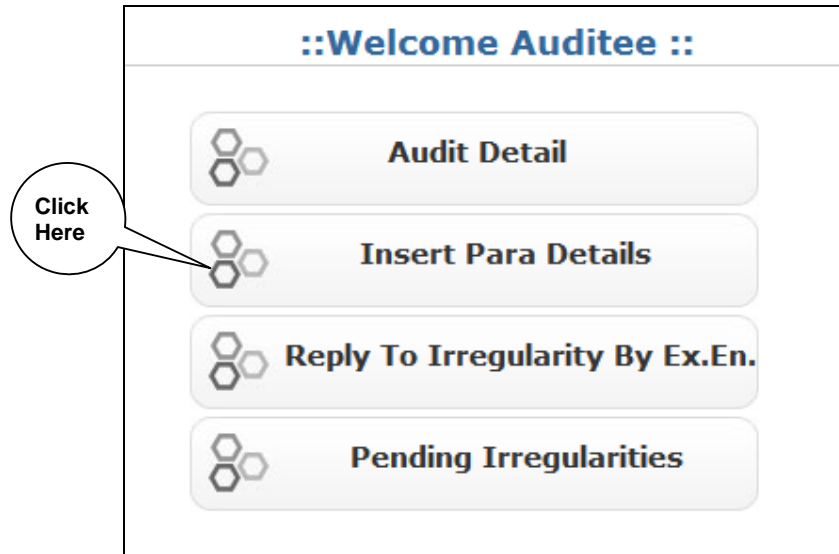 ::Welcome Auditee ::
Audit Detail
Click
Here
Insert Para Details
Reply To Irregularity By Ex.En.
Pending Irregularities